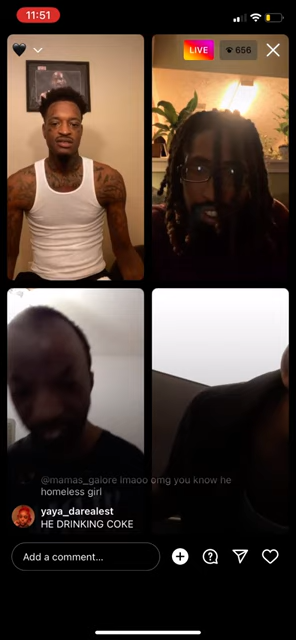 11:51
LIVE
656
@mamas_galore lmaoo omg you know he
homeless girl
yaya_darealest
HE DRINKING COKE
Add a comment...